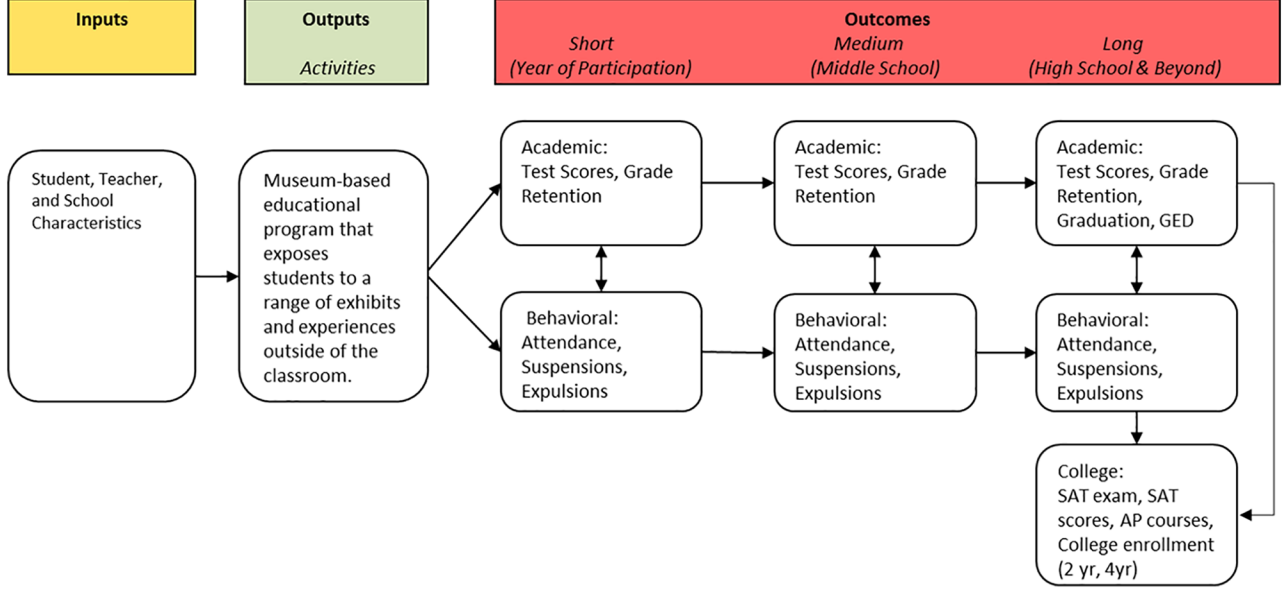 Inputs
Outputs
Activities
Outcomes
Short
(Year of Participation)
Medium
(Middle School)
Long
(High School & Beyond)
Student, Teacher,
and School
Characteristics
Museum-based
educational
program that
exposes
students to a
range of exhibits
and experiences
outside of the
classroom.
Academic:
Test Scores, Grade
Retention
Academic:
Test Scores, Grade
Retention
Academic:
Test Scores, Grade
Retention,
Graduation, GED
Behavioral:
Attendance,
Suspensions,
Expulsions
Behavioral:
Attendance,
Suspensions,
Expulsions
Behavioral:
Attendance,
Suspensions,
Expulsions
College:
SAT exam, SAT
scores, AP courses,
College enrollment
(2 yr, 4yr)